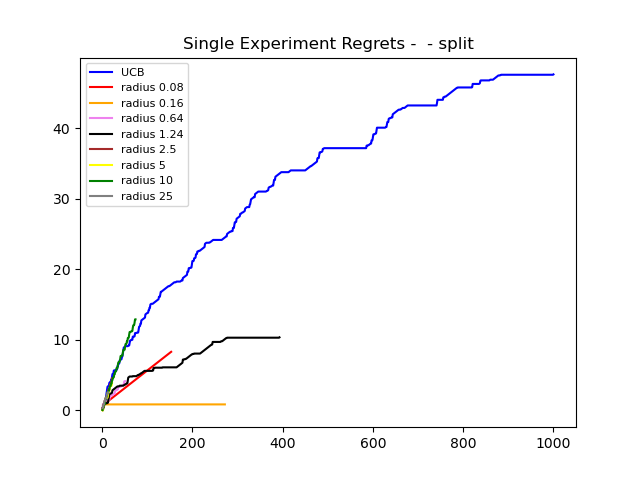 Single Experiment Regrets -  - split
UCB
radius 0.08
radius 0.16
radius 0.64
radius 1.24
radius 2.5
radius 5
radius 10
radius 25
40
30
20
10
0
0 200 400 600 800 1000